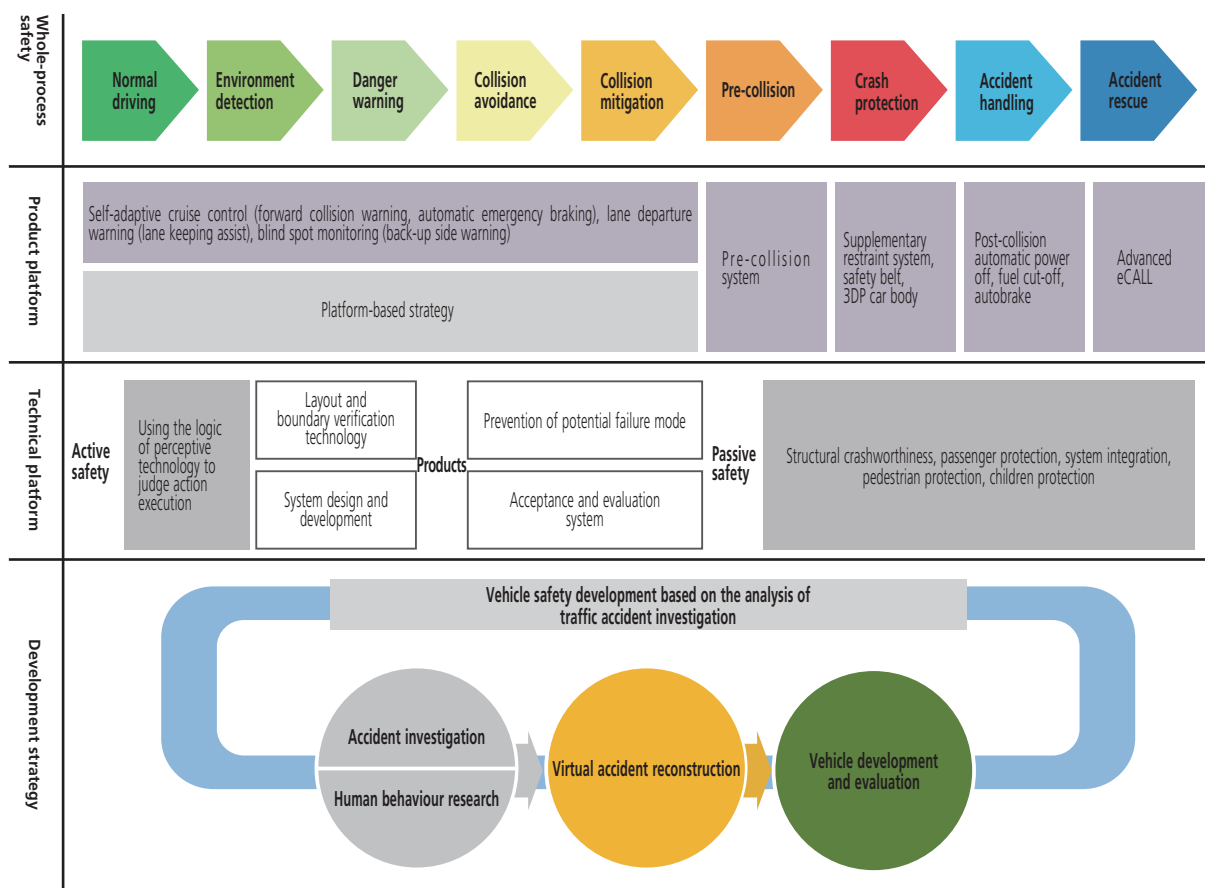 Whole-process
safety
Normal
driving
Environment
detection
Danger
warning
Collision
avoidance
Collision
mitigation
Pre-collision
Crash
protection
Accident
handling
Accident
rescue
Product platform
Self-adaptive cruise control (forward collision warning, automatic emergency braking), lane departure
warning (lane keeping assist), blind spot monitoring (back-up side warning)
Platform-based strategy
Pre-collision
system
Supplementary
restraint system,
safety belt,
3DP car body
Post-collision
automatic power
off, fuel cut-off,
autobrake
Advanced
eCALL
Technical platform
Active
safety
Using the logic
of perceptive
technology to
judge action
execution
Layout and
boundary verification
technology
System design and
development
Products
Prevention of potential failure mode
Acceptance and evaluation
system
Passive
safety
Structural crashworthiness, passenger protection, system integration,
pedestrian protection, children protection
Development strategy
Vehicle safety development based on the analysis of
traffic accident investigation
Accident investigation
Human behaviour research
Virtual accident reconstruction
Vehicle development
and evaluation